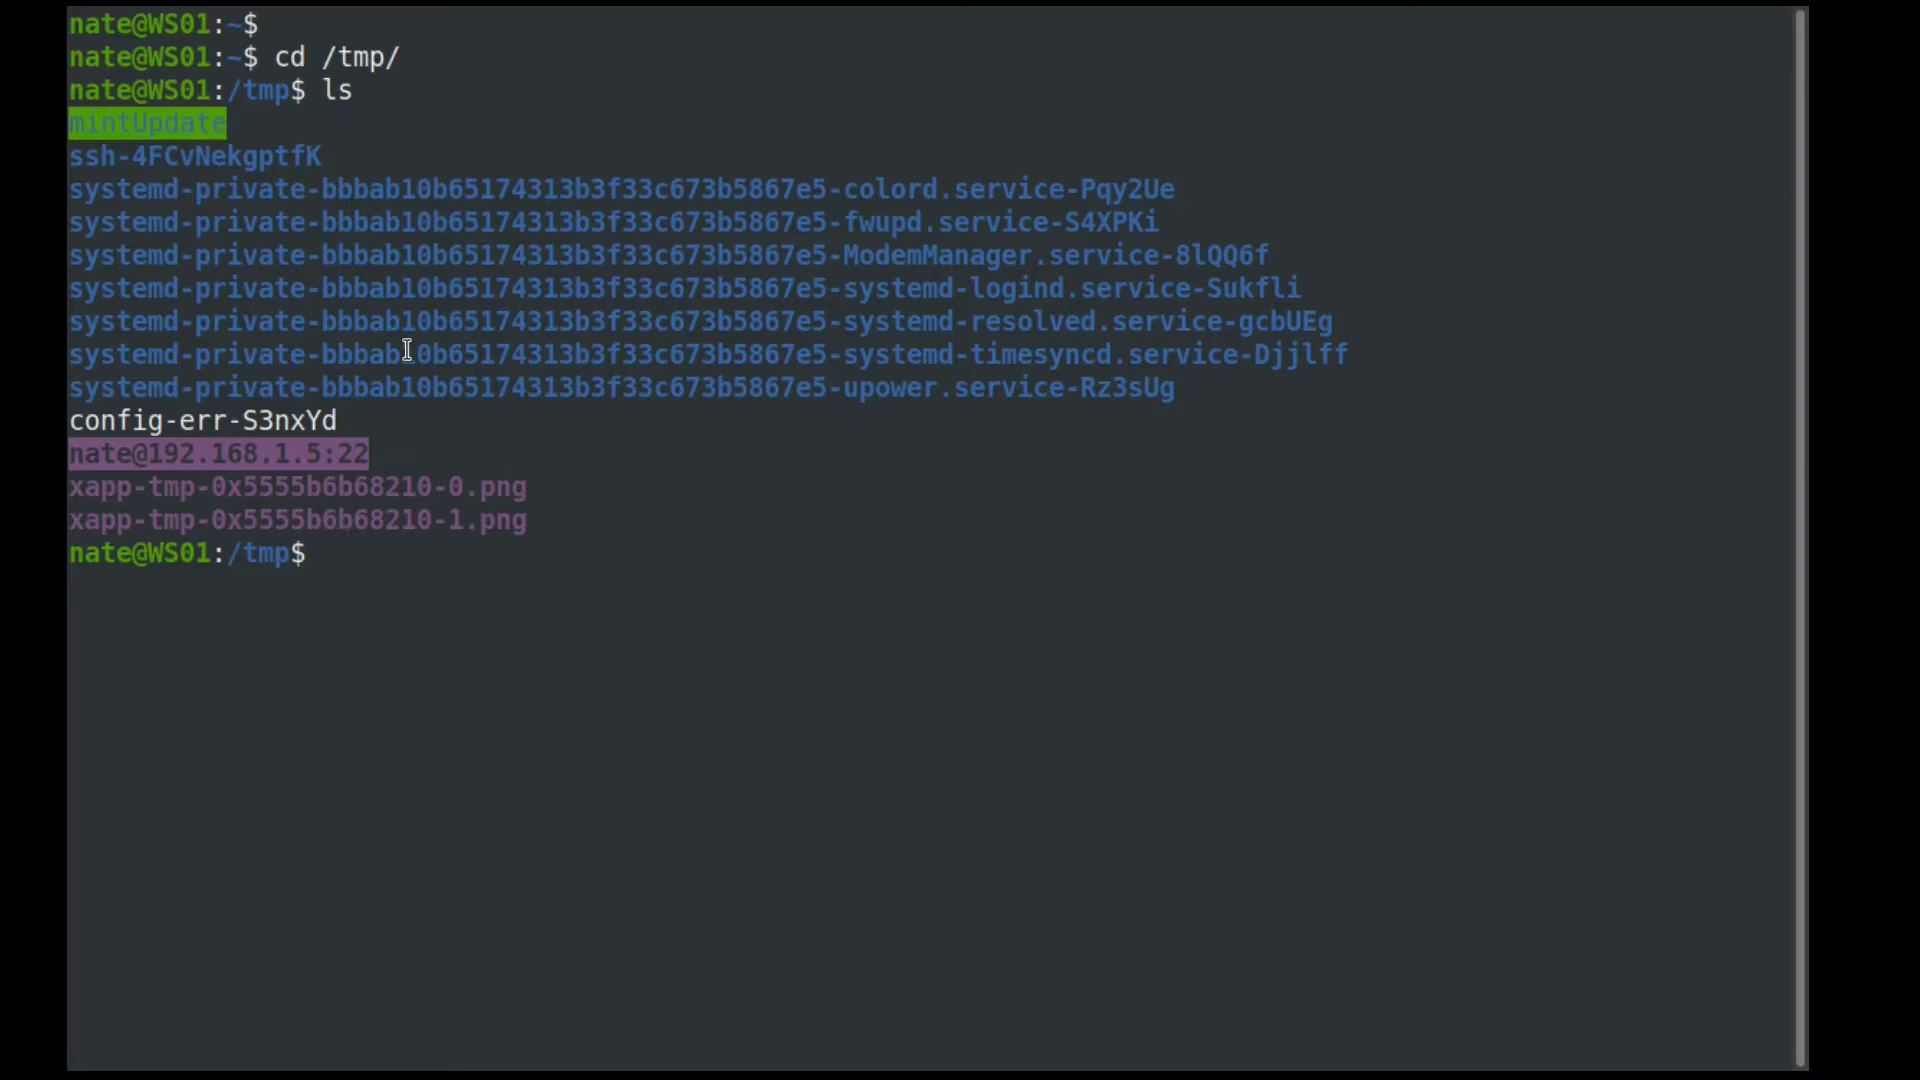 nate@WS01:~$
nate@WS01:~$ cd /tmp/
nate@WS01:/tmp$ ls
mintUpdate
ssh-4FCvNekgptfK
systemd-private-bbbab10b65174313b3f33c673b5867e5-colord.service-Pqy2Ue
systemd-private-bbbab10b65174313b3f33c673b5867e5-fwupd.service-S4XPKi
systemd-private-bbbab10b65174313b3f33c673b5867e5-ModemManager.service-8lQQ6f
systemd-private-bbbab10b65174313b3f33c673b5867e5-systemd-logind.service-Sukfli
systemd-private-bbbab10b65174313b3f33c673b5867e5-systemd-resolved.service-gcbUEg
systemd-private-bbbab10b65174313b3f33c673b5867e5-systemd-timesyncd.service-Djjlff
systemd-private-bbbab10b65174313b3f33c673b5867e5-upower.service-Rz3sUg
config-err-S3nxYd
nate@192.168.1.5:22
xapp-tmp-0x5555b6b68210-0.png
xapp-tmp-0x5555b6b68210-1.png
nate@WS01:/tmp$